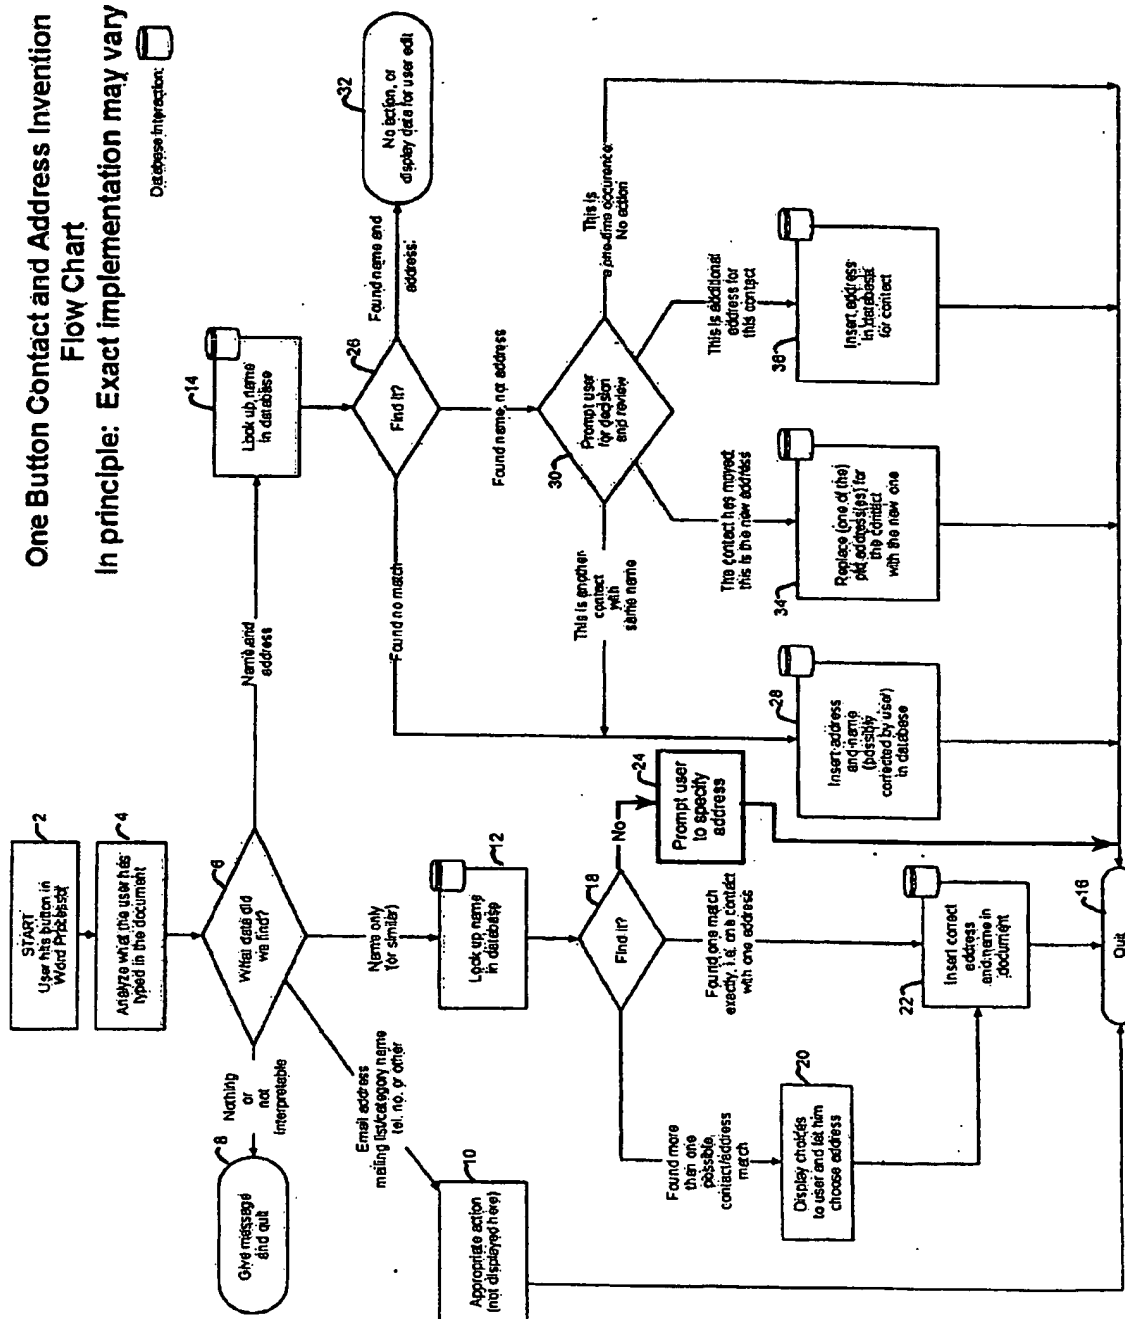 One Button Contact and Address Invention
Flow Chart
In principle: Exact implementation may vary
Database interaction:
2
START
User hits button in
Word Processor
4
Analyze what the user has
typed in the document
6
What data did
we find?
Nothing
or
not
interpretable
8
Give message
and quit
Email address
mailing list/category name
tel. no. or other
10
Appropriate action
(not displayed here)
Name only
(or similar)
12
Look up name
in database
Name and
address
14
Look up name
in database
18
Find it?
No
24
Prompt user
to specify
address
Found one match
exactly, i.e. one contact
with one address
Found more
than one
possible
contact/address
match
20
Display choices
to user and let him
choose address
22
Insert correct
address
and name in
document
16
Quit
26
Find it?
Found name and
address:
32
No action, or
display data for user edit
Found no match
Found name, not address
30
Prompt user
for decision
and review
This is another
contact
with
same name
The contact has moved;
this is the new address
This is additional
address for
this contact
This is
a one-time occurence:
No action
28
Insert address
and name
(possibly
corrected by user)
in database
34
Replace (one of the)
old address(es) for
the contact
with the new one
36
Insert address
in database
for contact